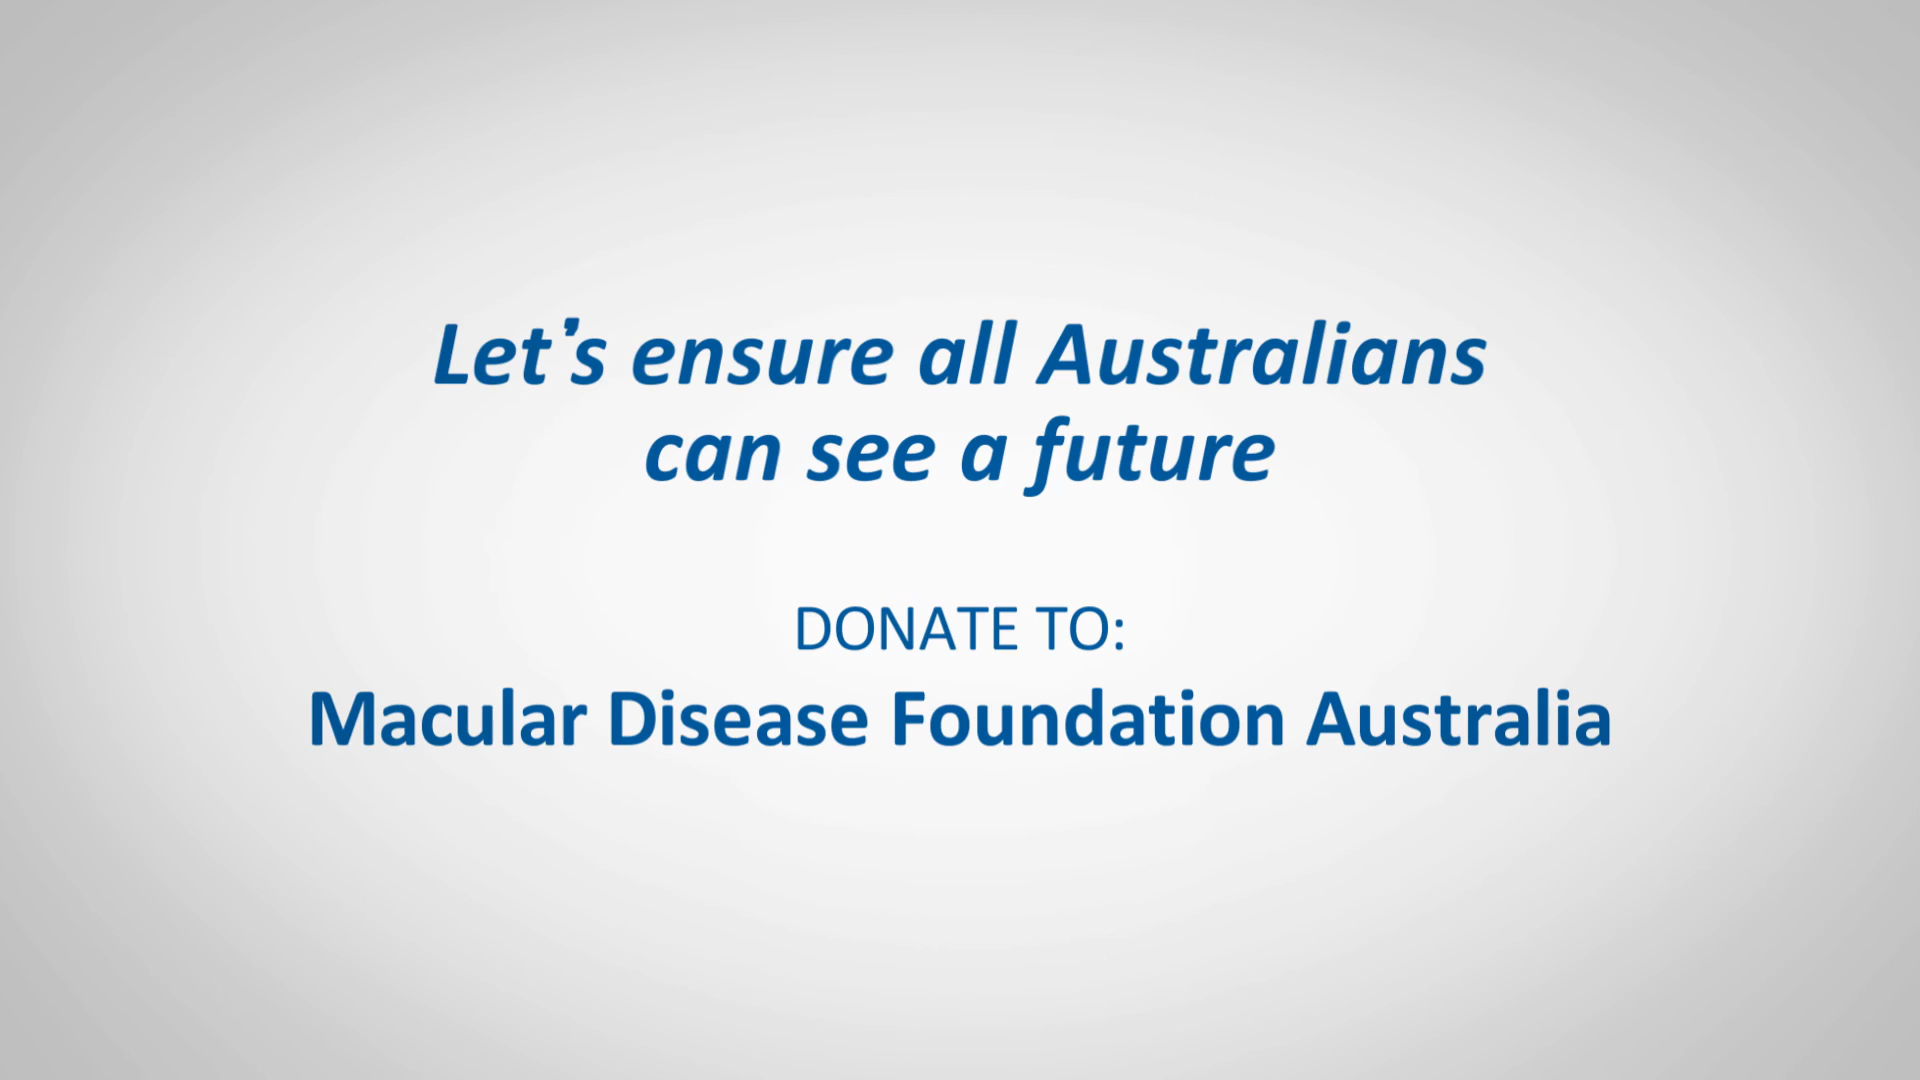 Let’s ensure all Australians
can see a future
DONATE TO:
Macular Disease Foundation Australia